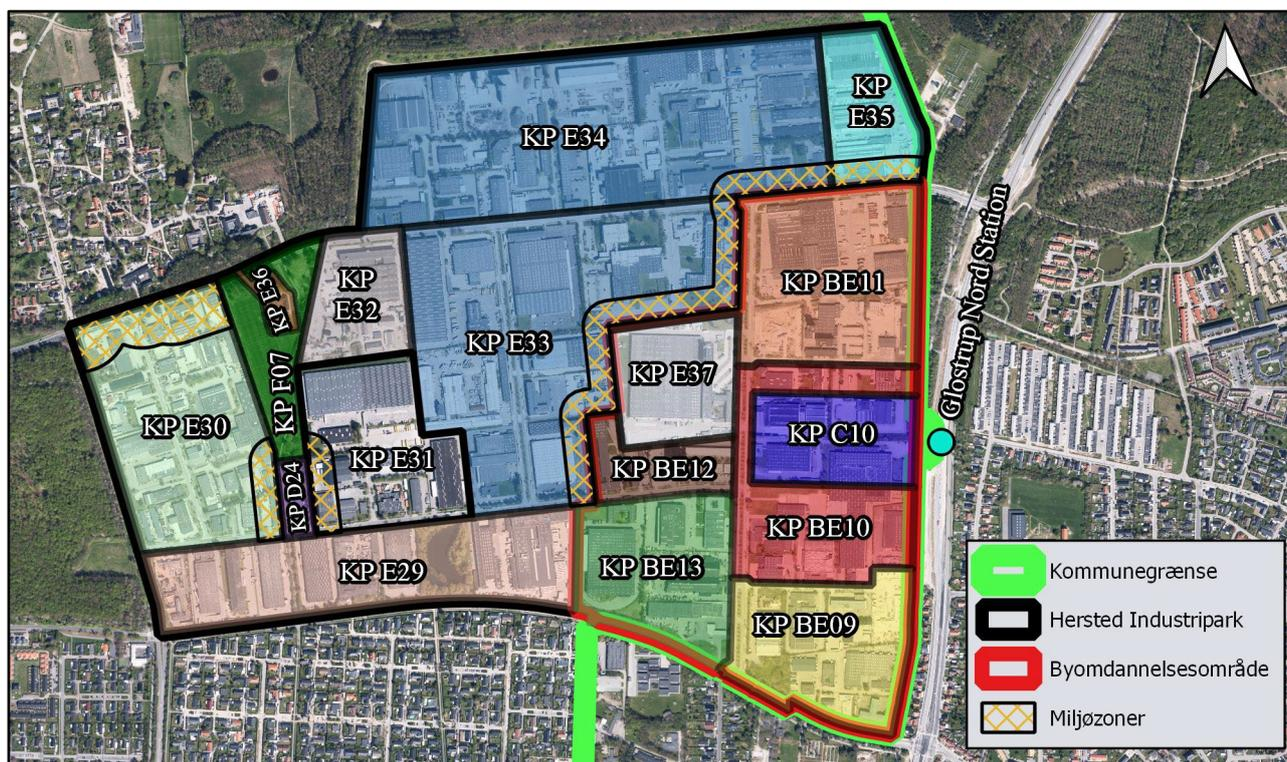 KP E34
KP
E35
KP BE11
KP E36
KP
E32
KP E33
KP E37
KP F07
KP E30
KP C10
KP E31
KP BE12
KP D24
KP BE10
KP BE13
KP E29
KP BE09
Glostrup Nord Station
Kommunegrænse
Hersted Industripark
Byomdannelsesområde
Miljøzoner